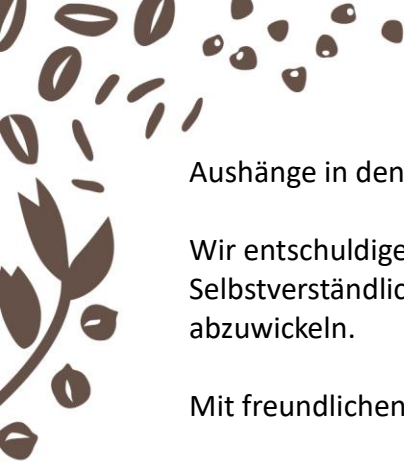 Aushänge in den
Wir entschuldige
Selbstverständlic
abzuwickeln.
Mit freundlichen